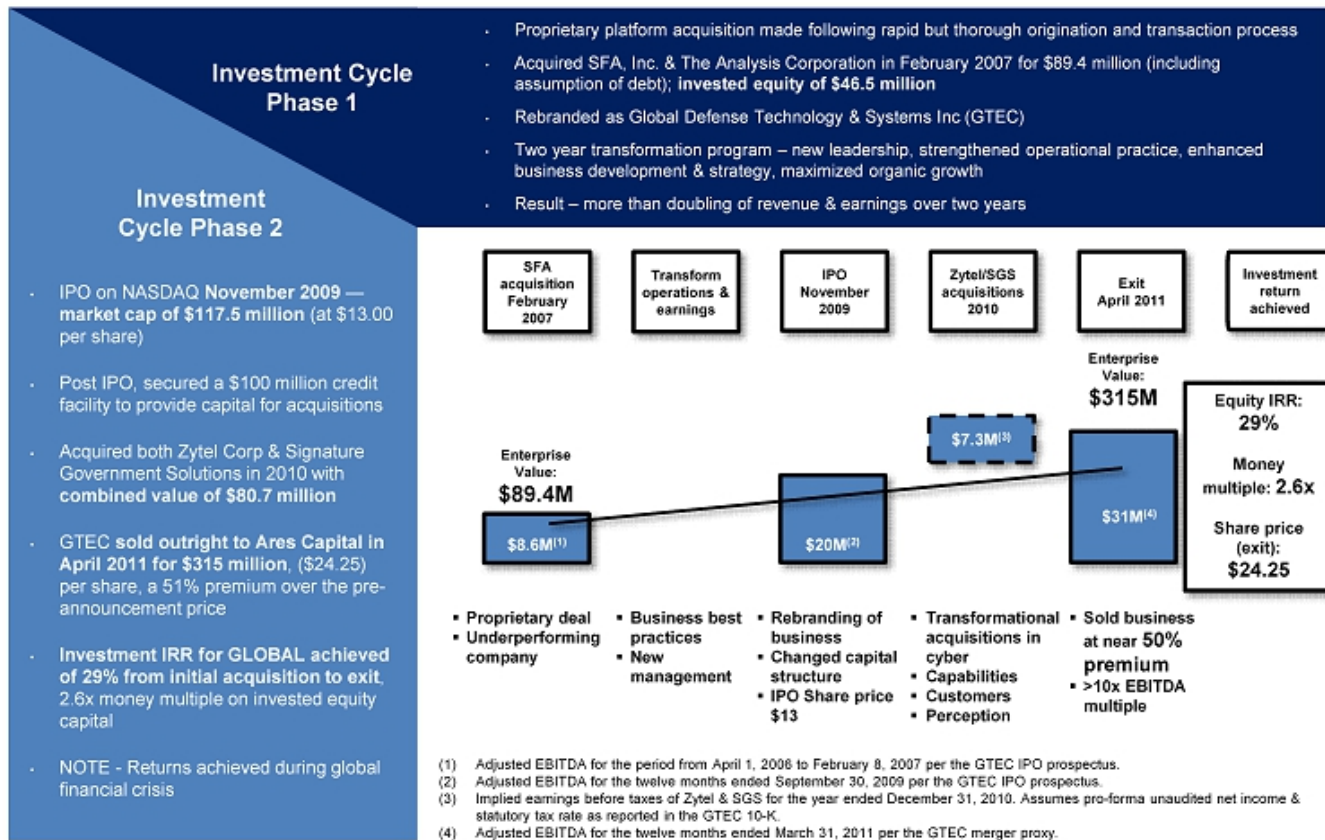 Investment Cycle
Phase 1
· Proprietary platform acquisition made following rapid but thorough origination and transaction process
· Acquired SFA, Inc. & The Analysis Corporation in February 2007 for $89.4 million (including
assumption of debt); invested equity of $46.5 million
· Rebranded as Global Defense Technology & Systems Inc (GTEC)
· Two year transformation program – new leadership, strengthened operational practice, enhanced
business development & strategy, maximized organic growth
· Result – more than doubling of revenue & earnings over two years
Investment
Cycle Phase 2
· IPO on NASDAQ November 2009 —
market cap of $117.5 million (at $13.00
per share)
· Post IPO, secured a $100 million credit
facility to provide capital for acquisitions
· Acquired both Zytel Corp & Signature
Government Solutions in 2010 with
combined value of $80.7 million
· GTEC sold outright to Ares Capital in
April 2011 for $315 million, ($24.25)
per share, a 51% premium over the pre-
announcement price
· Investment IRR for GLOBAL achieved
of 29% from initial acquisition to exit,
2.6x money multiple on invested equity
capital
· NOTE - Returns achieved during global
financial crisis
SFA
acquisition
February
2007
Transform
operations &
earnings
IPO
November
2009
Zytel/SGS
acquisitions
2010
Exit
April 2011
Investment
return
achieved
Enterprise
Value:
$89.4M
$8.6M(1)
$20M(2)
$7.3M(3)
Enterprise
Value:
$315M
$31M(4)
Equity IRR:
29%
Money
multiple: 2.6x
Share price
(exit):
$24.25
▪ Proprietary deal
▪ Underperforming
company
▪ Business best
practices
▪ New
management
▪ Rebranding of
business
▪ Changed capital
structure
▪ IPO Share price
$13
▪ Transformational
acquisitions in
cyber
▪ Capabilities
▪ Customers
▪ Perception
▪ Sold business
at near 50%
premium
▪ >10x EBITDA
multiple
(1) Adjusted EBITDA for the period from April 1, 2006 to February 8, 2007 per the GTEC IPO prospectus.
(2) Adjusted EBITDA for the twelve months ended September 30, 2009 per the GTEC IPO prospectus.
(3) Implied earnings before taxes of Zytel & SGS for the year ended December 31, 2010. Assumes pro-forma unaudited net income &
statutory tax rate as reported in the GTEC 10-K.
(4) Adjusted EBITDA for the twelve months ended March 31, 2011 per the GTEC merger proxy.